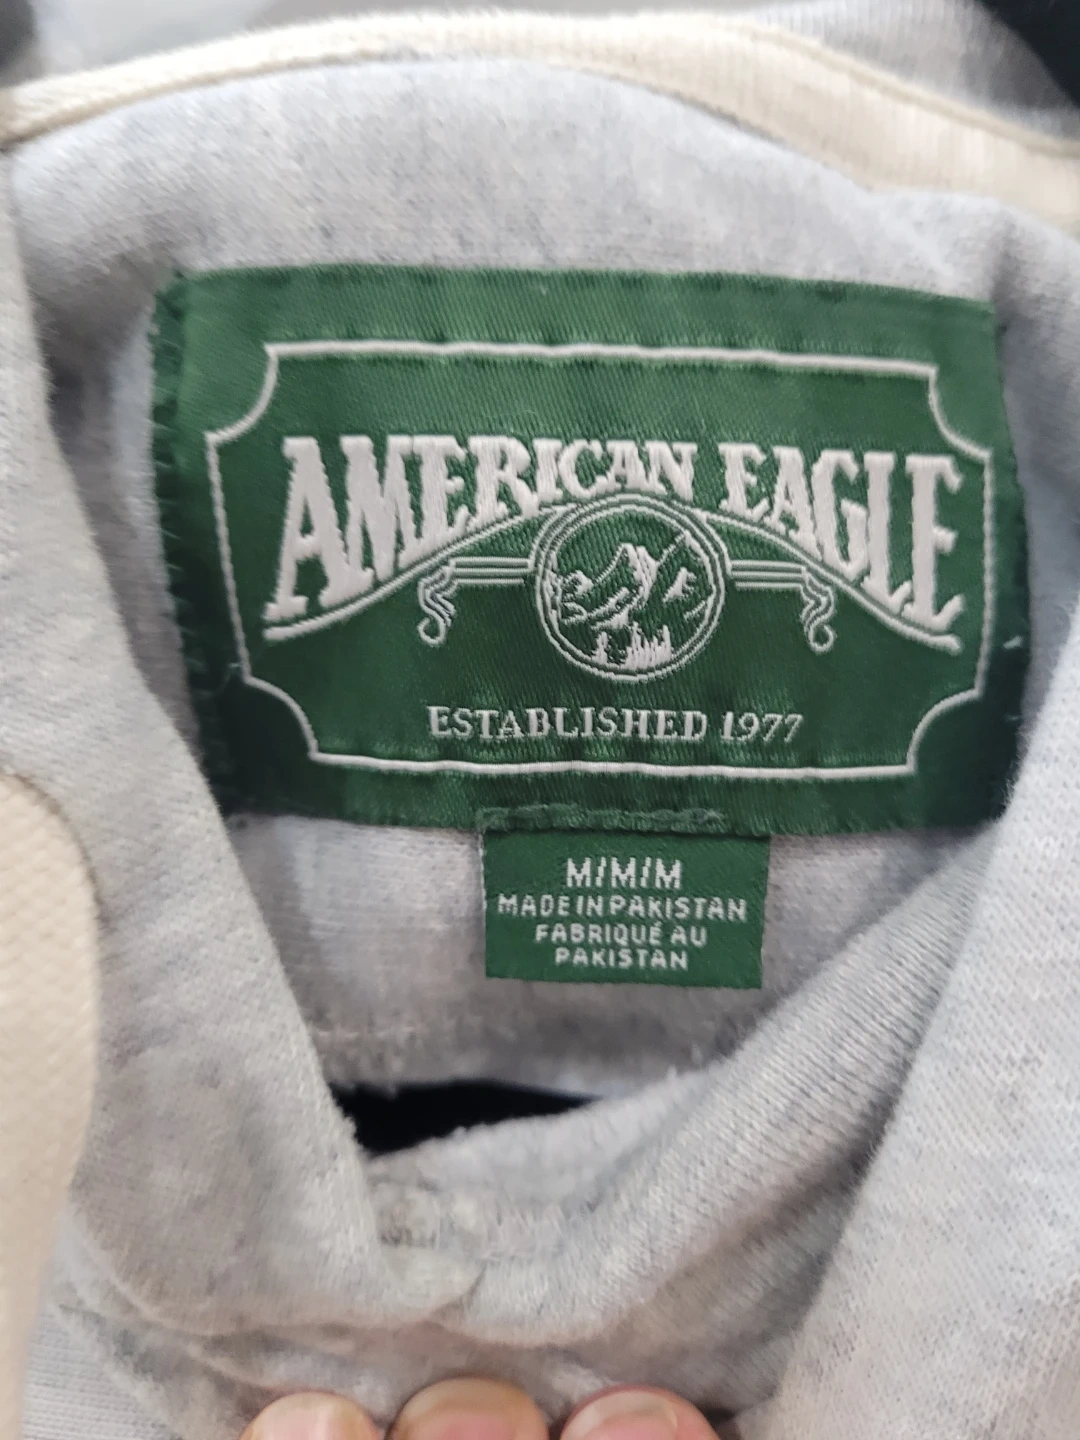 AMERICAN EAGLE
ESTABLISHED 1977
M/M/M
MADE IN PAKISTAN
FABRIQUÉ AU
PAKISTAN